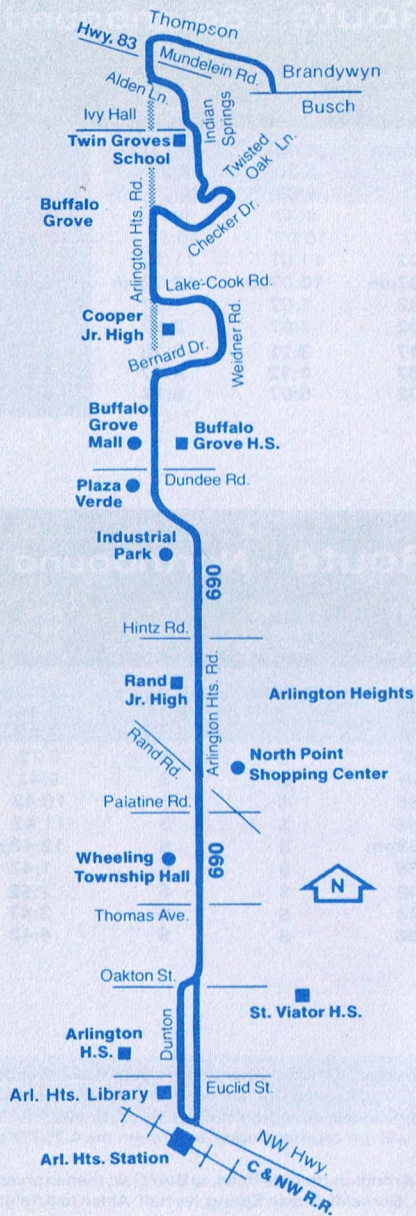 Thompson
Hwy. 83
Mundelein Rd.
Brandywyn
Busch
Alden Ln.
Indian
Springs
Ivy Hall
Twin Groves
School
Twisted
Oak Ln.
Buffalo
Grove
Arlington Hts. Rd.
Checker Dr.
Lake-Cook Rd.
Cooper
Jr. High
Weidner Rd.
Bernard Dr.
Buffalo
Grove
Mall
Buffalo
Grove H.S.
Dundee Rd.
Plaza
Verde
Industrial
Park
690
Hintz Rd.
Rand
Jr. High
Arlington Hts. Rd.
Arlington Heights
Rand Rd.
North Point
Shopping Center
Palatine Rd.
Wheeling
Township Hall
690
N
Thomas Ave.
Oakton St.
St. Viator H.S.
Dunton
Arlington
H.S.
Arl. Hts. Library
Euclid St.
NW Hwy.
Arl. Hts. Station
C & NW R.R.